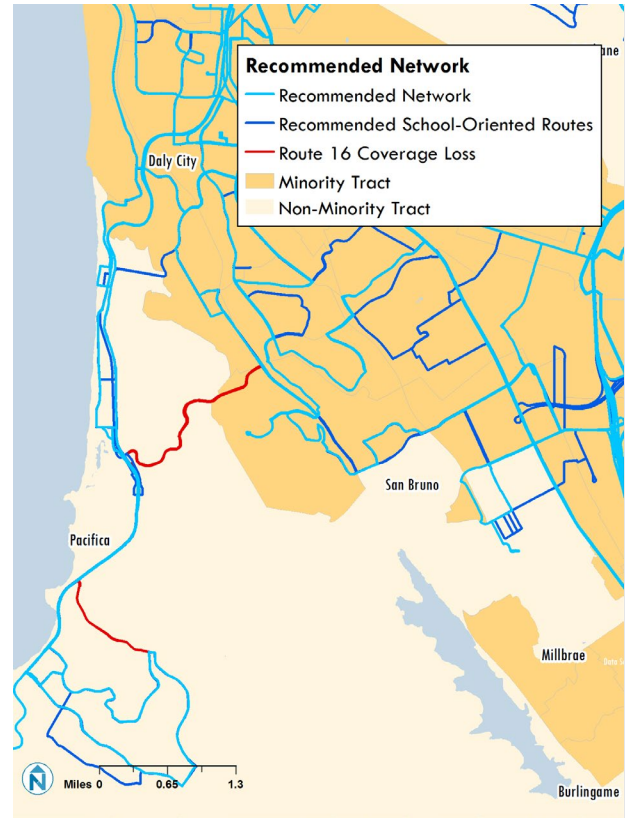 Recommended Network
Recommended Network
Recommended School-Oriented Routes
Route 16 Coverage Loss
Minority Tract
Non-Minority Tract
Daly City
San Bruno
Pacifica
Millbrae
Burlingame
N
Miles 0 0.65 1.3